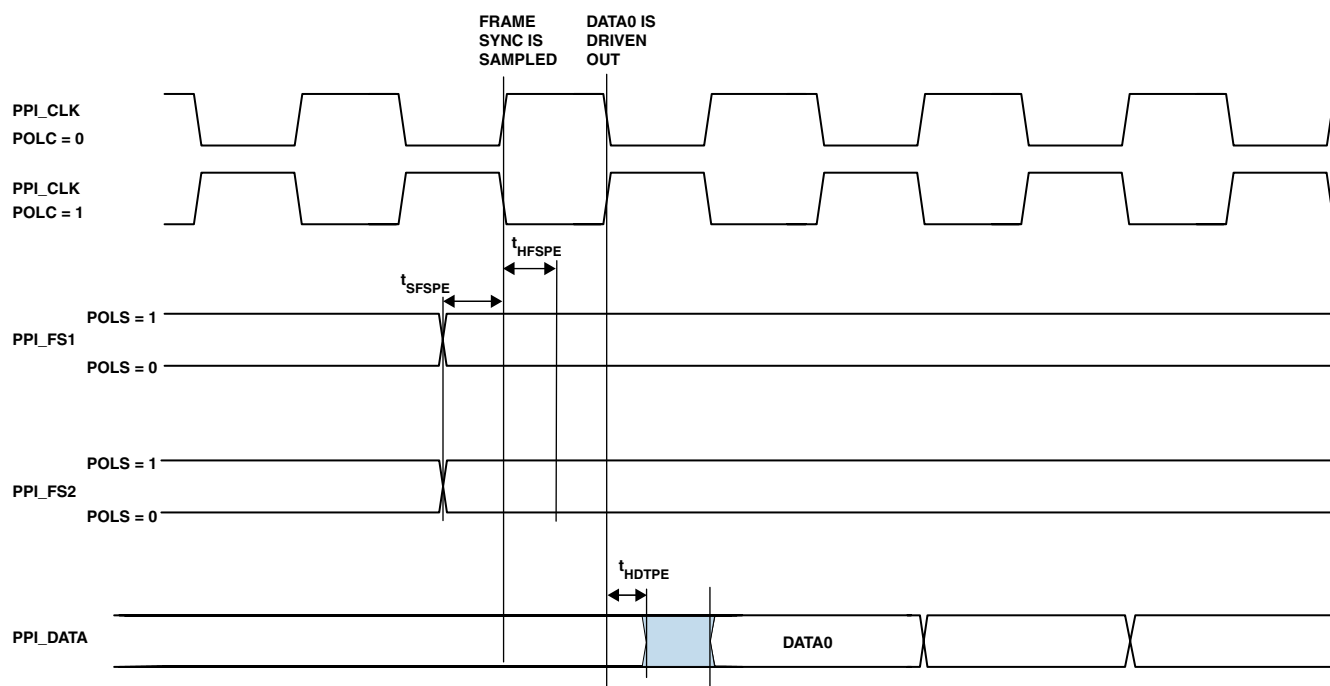 FRAME
SYNC IS
SAMPLED
DATA0 IS
DRIVEN
OUT
PPI_CLK
POLC = 0
PPI_CLK
POLC = 1
tHFSPE
tSFSPE
POLS = 1
PPI_FS1
POLS = 0
POLS = 1
PPI_FS2
POLS = 0
tHDTPE
PPI_DATA
DATA0